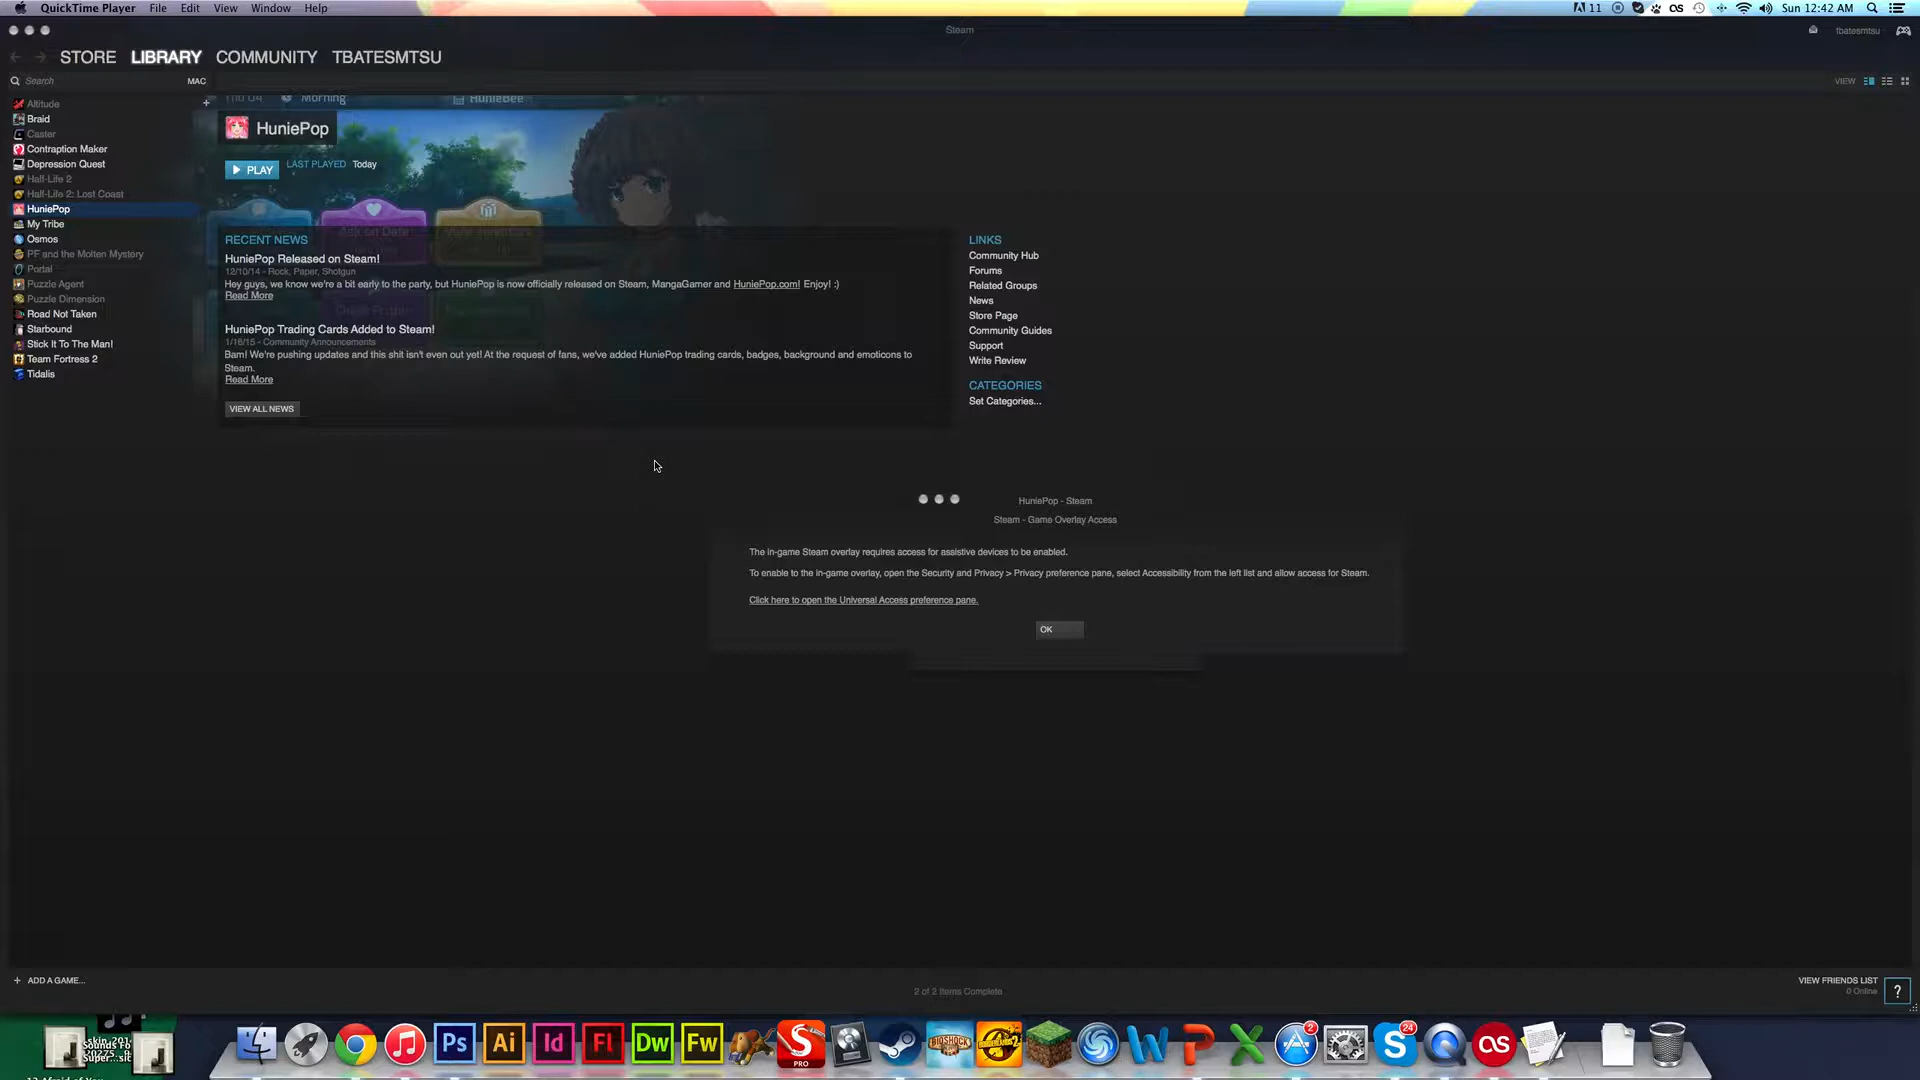 QuickTime Player File Edit View Window Help
11 Sun 12:42 AM
Steam
tbatesmtsu
STORE LIBRARY COMMUNITY TBATESMTSU
Search MAC
VIEW
Altitude
Braid
Caster
Contraption Maker
Depression Quest
Half-Life 2
Half-Life 2: Lost Coast
HuniePop
My Tribe
Osmos
PF and the Molten Mystery
Portal
Puzzle Agent
Puzzle Dimension
Road Not Taken
Starbound
Stick It To The Man!
Team Fortress 2
Tidalis
Thu 04 Morning HunieBee
HuniePop
PLAY LAST PLAYED Today
Ask on Date
RECENT NEWS
HuniePop Released on Steam!
12/10/14 - Rock, Paper, Shotgun
Hey guys, we know we're a bit early to the party, but HuniePop is now officially released on Steam, MangaGamer and HuniePop.com! Enjoy! :)
Read More
HuniePop Trading Cards Added to Steam!
1/16/15 - Community Announcements
Bam! We're pushing updates and this shit isn't even out yet! At the request of fans, we've added HuniePop trading cards, badges, background and emoticons to
Steam.
Read More
VIEW ALL NEWS
LINKS
Community Hub
Forums
Related Groups
News
Store Page
Community Guides
Support
Write Review
CATEGORIES
Set Categories...
HuniePop - Steam
Steam - Game Overlay Access
The in-game Steam overlay requires access for assistive devices to be enabled.
To enable to the in-game overlay, open the Security and Privacy > Privacy preference pane, select Accessibility from the left list and allow access for Steam.
Click here to open the Universal Access preference pane.
OK
+ ADD A GAME...
2 of 2 Items Complete
VIEW FRIENDS LIST
0 Online
?
Ps Ai Id Fl Dw Fw S PRO BIOSHOCK W P X 2 S 24